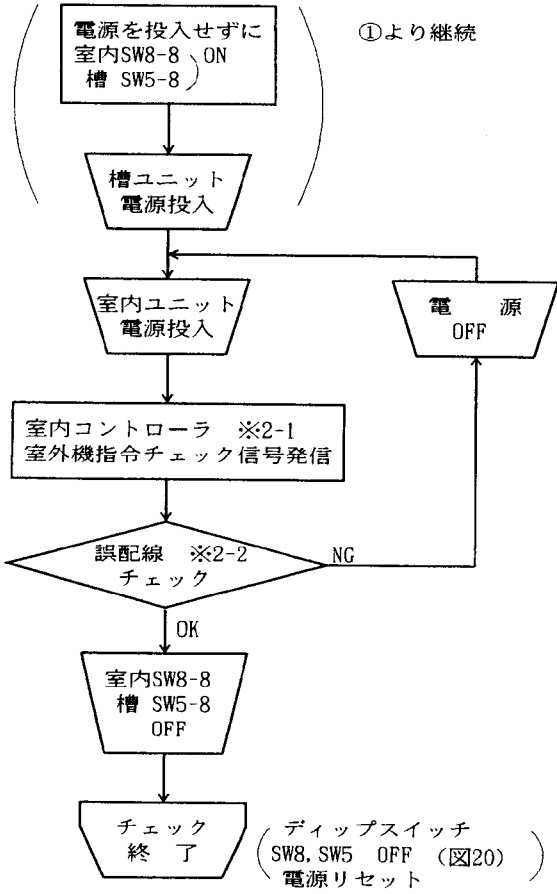 電源を投入せずに
室内SW8-8 ON
槽 SW5-8
①より継続
槽ユニット
電源投入
室内ユニット
電源投入
電 源
OFF
室内コントローラ ※2-1
室外機指令チェック信号発信
誤配線 ※2-2
チェック
NG
OK
室内SW8-8
槽 SW5-8
OFF
チェック
終 了
ディップスイッチ
SW8,SW5 OFF (図20)
電源リセット